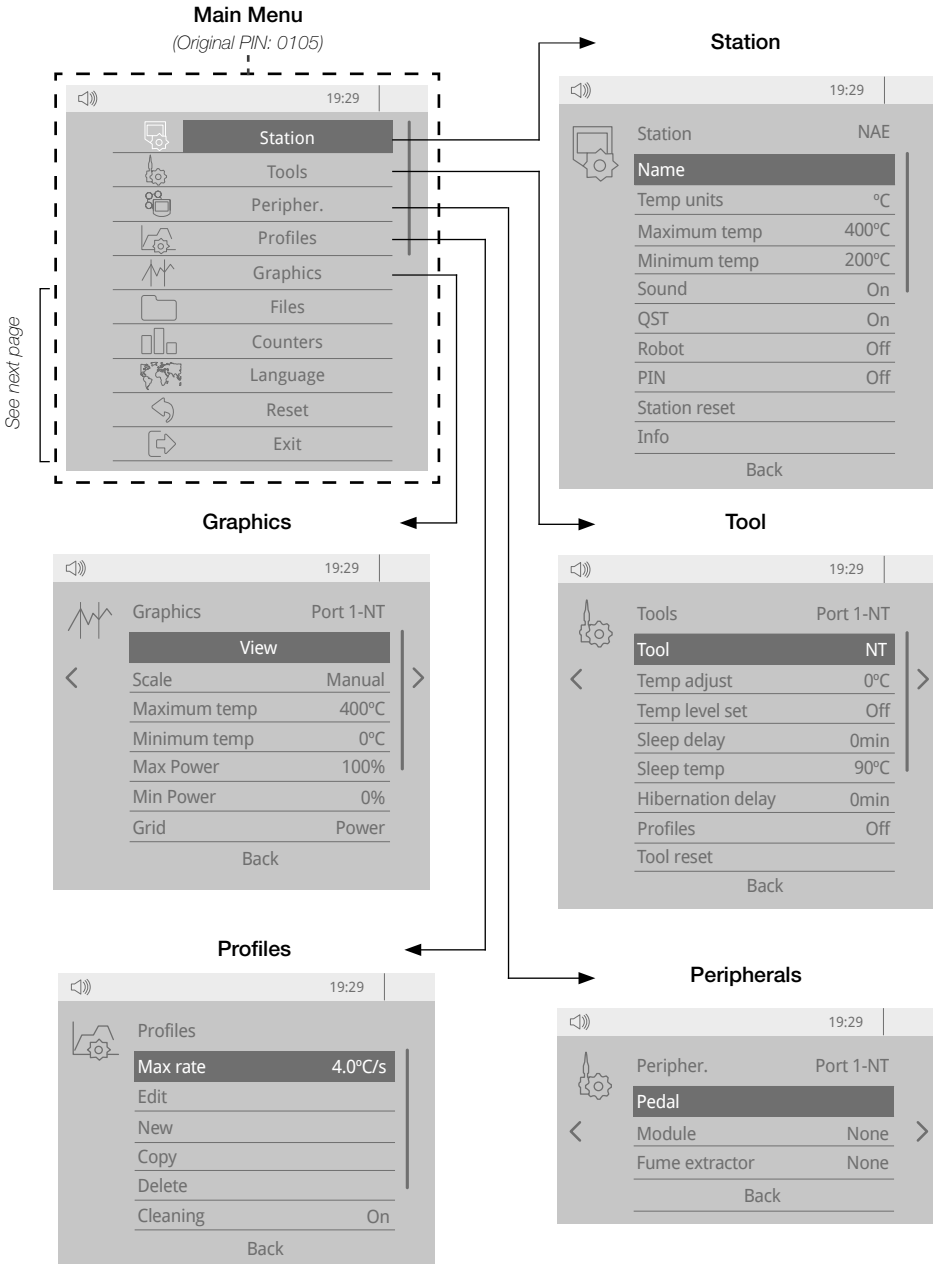 Main Menu
(Original PIN: 0105)
19:29
Station
Tools
Peripher.
Profiles
Graphics
Files
Counters
Language
Reset
Exit
See next page
Station
19:29
Station NAE
Name
Temp units ºC
Maximum temp 400ºC
Minimum temp 200ºC
Sound On
QST On
Robot Off
PIN Off
Station reset
Info
Back
Graphics
19:29
Graphics Port 1-NT
View
Scale Manual
Maximum temp 400ºC
Minimum temp 0ºC
Max Power 100%
Min Power 0%
Grid Power
Back
Tool
19:29
Tools Port 1-NT
Tool NT
Temp adjust 0ºC
Temp level set Off
Sleep delay 0min
Sleep temp 90ºC
Hibernation delay 0min
Profiles Off
Tool reset
Back
Profiles
19:29
Profiles
Max rate 4.0ºC/s
Edit
New
Copy
Delete
Cleaning On
Back
Peripherals
19:29
Peripher. Port 1-NT
Pedal
Module None
Fume extractor None
Back